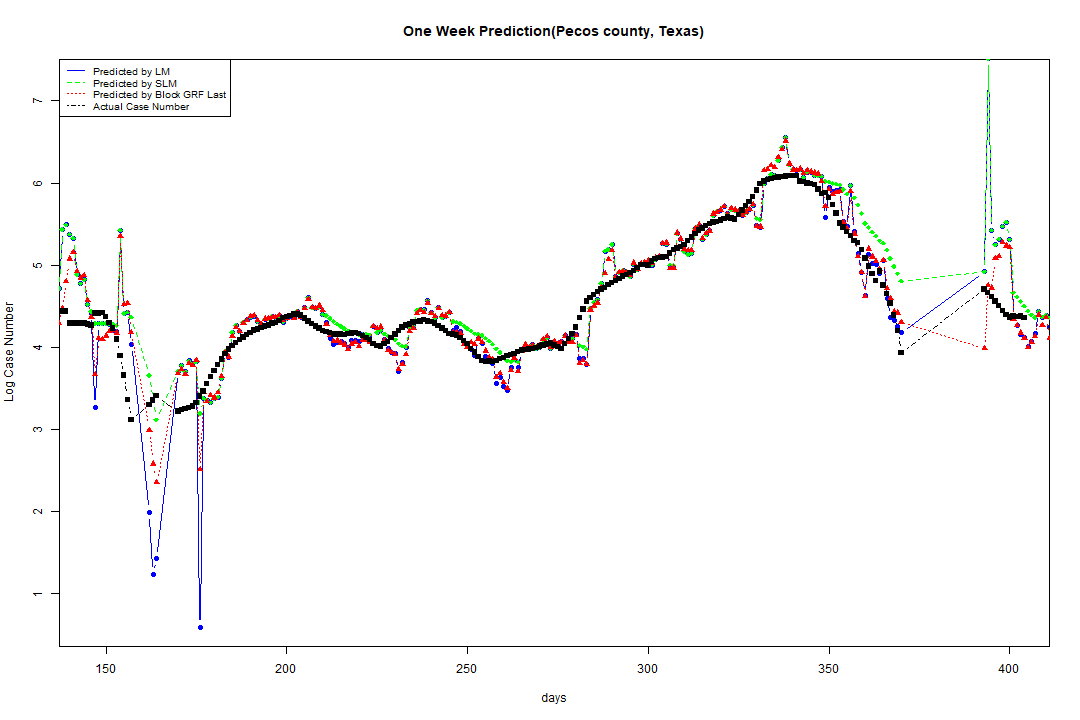 One Week Prediction(Pecos county, Texas)
Predicted by LM
Predicted by SLM
Predicted by Block GRF Last
Actual Case Number
7
6
5
4
3
2
1
Log Case Number
150 200 250 300 350 400
days